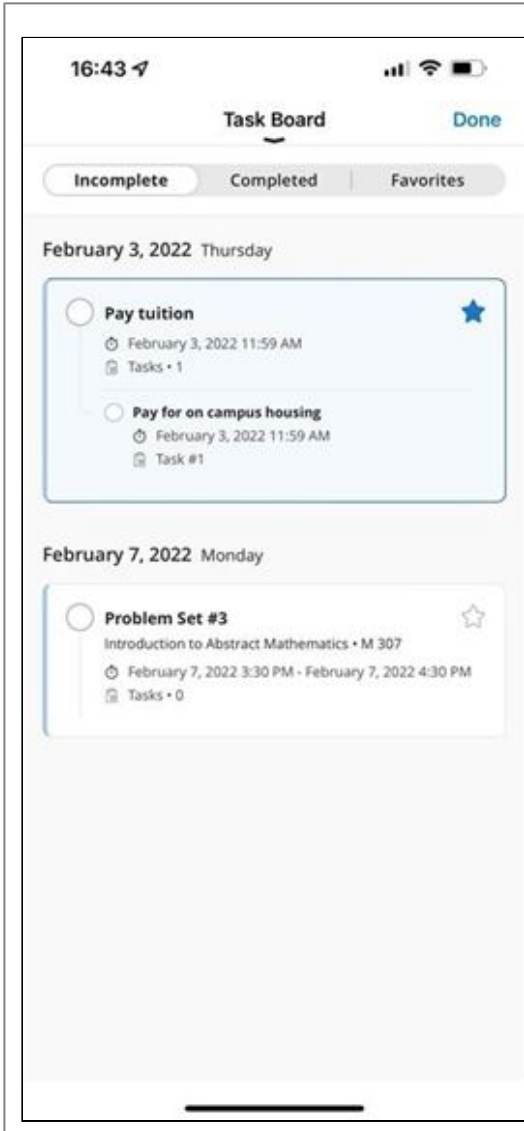 16:43
Task Board
Done
Incomplete
Completed
Favorites
February 3, 2022 Thursday
Pay tuition
February 3, 2022 11:59 AM
Tasks • 1
Pay for on campus housing
February 3, 2022 11:59 AM
Task #1
February 7, 2022 Monday
Problem Set #3
Introduction to Abstract Mathematics • M 307
February 7, 2022 3:30 PM - February 7, 2022 4:30 PM
Tasks • 0